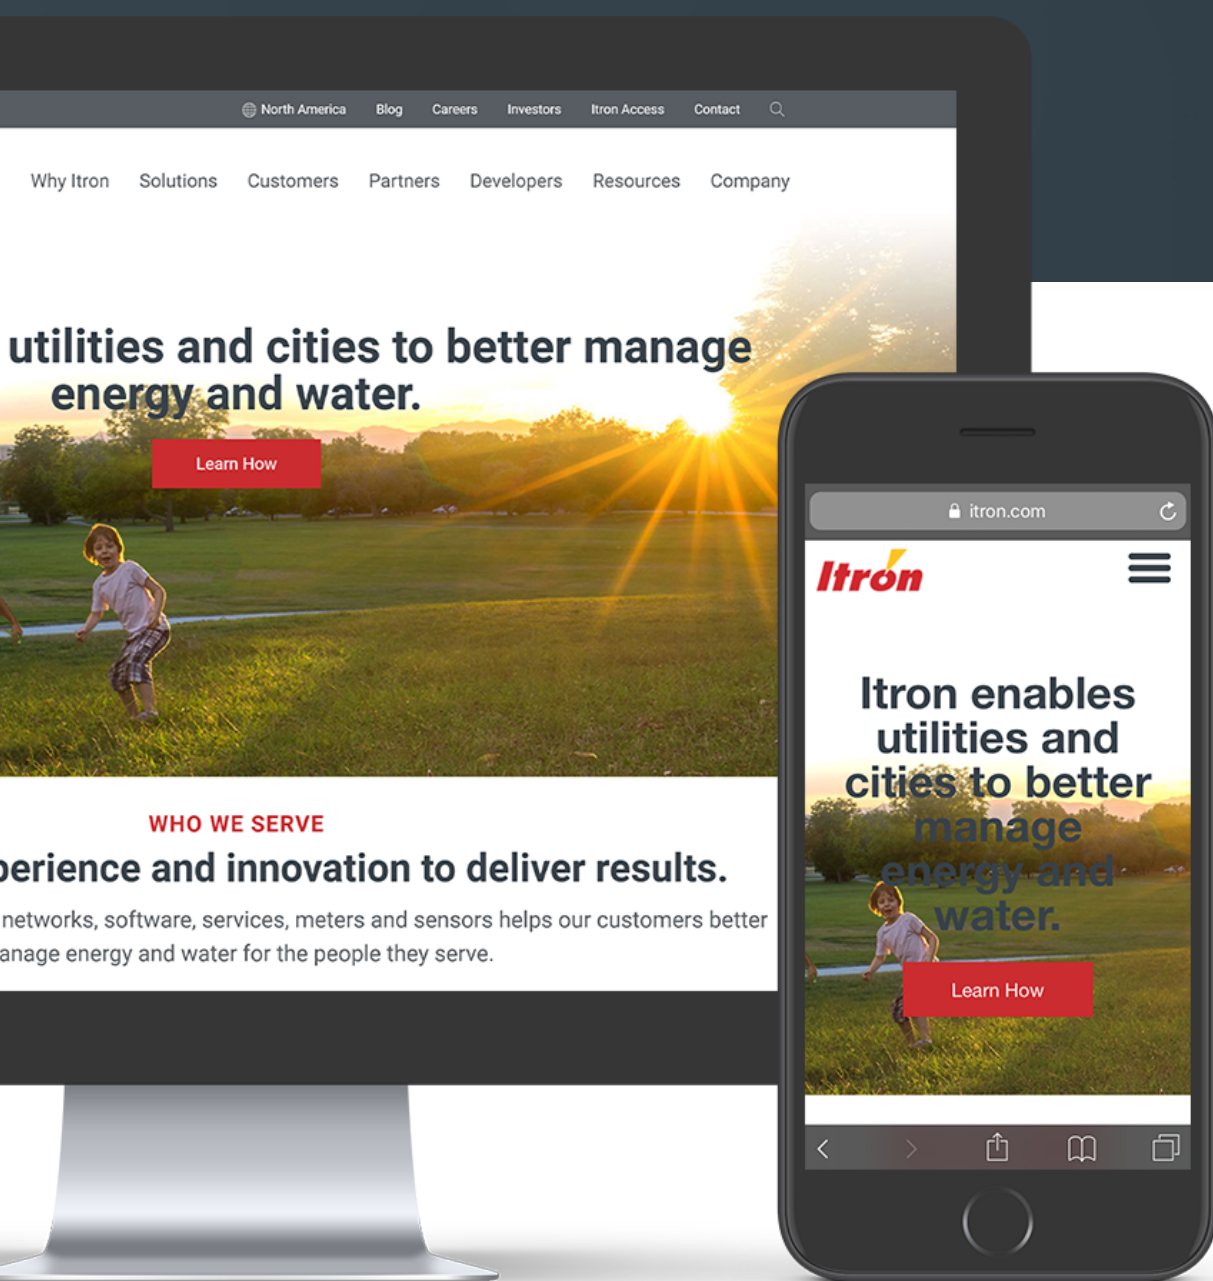 North America Blog Careers Investors Itron Access Contact
Why Itron Solutions Customers Partners Developers Resources Company
utilities and cities to better manage
energy and water.
Learn How
WHO WE SERVE
perience and innovation to deliver results.
networks, software, services, meters and sensors helps our customers better
anage energy and water for the people they serve.
itron.com
Itron
Itron enables
utilities and
cities to better
manage
energy and
water.
Learn How